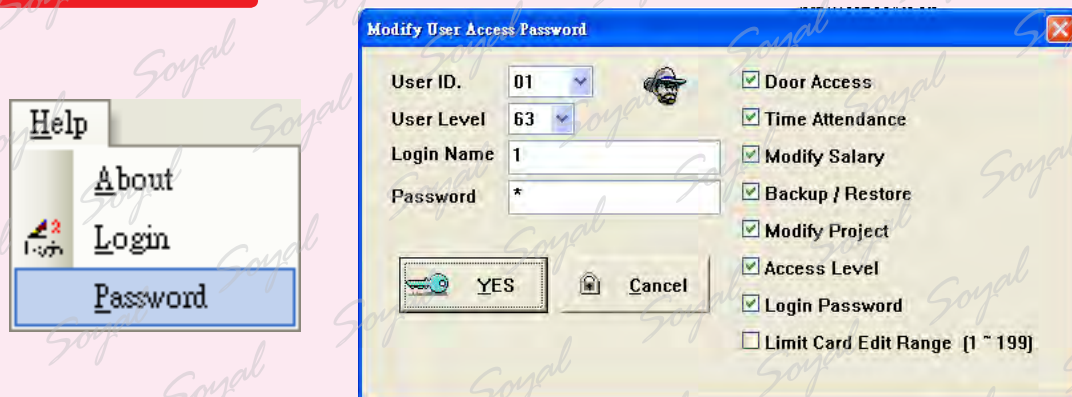 Help
About
Login
Password
Modify User Access Password
User ID. 01
User Level 63
Login Name 1
Password *
YES
Cancel
Door Access
Time Attendance
Modify Salary
Backup / Restore
Modify Project
Access Level
Login Password
Limit Card Edit Range (1 ~ 199)
Soyal